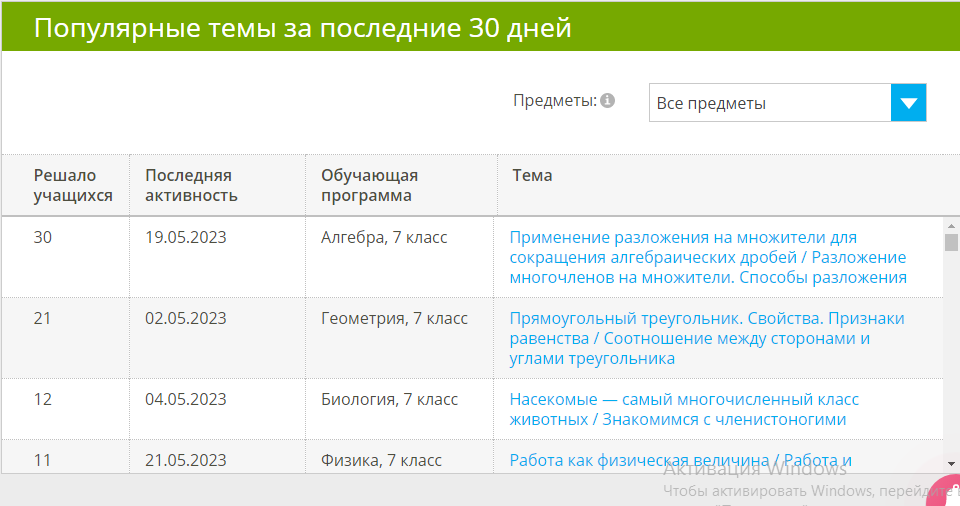 Популярные темы за последние 30 дней
Предметы:
Все предметы
Решало учащихся
Последняя активность
Обучающая программа
Тема
30
19.05.2023
Алгебра, 7 класс
Применение разложения на множители для
сокращения алгебраических дробей / Разложение
многочленов на множители. Способы разложения
21
02.05.2023
Геометрия, 7 класс
Прямоугольный треугольник. Свойства. Признаки
равенства / Соотношение между сторонами и
углами треугольника
12
04.05.2023
Биология, 7 класс
Насекомые — самый многочисленный класс
животных / Знакомимся с членистоногими
11
21.05.2023
Физика, 7 класс
Работа как физическая величина / Работа и
Активация Windows
Чтобы активировать Windows, перейдите в